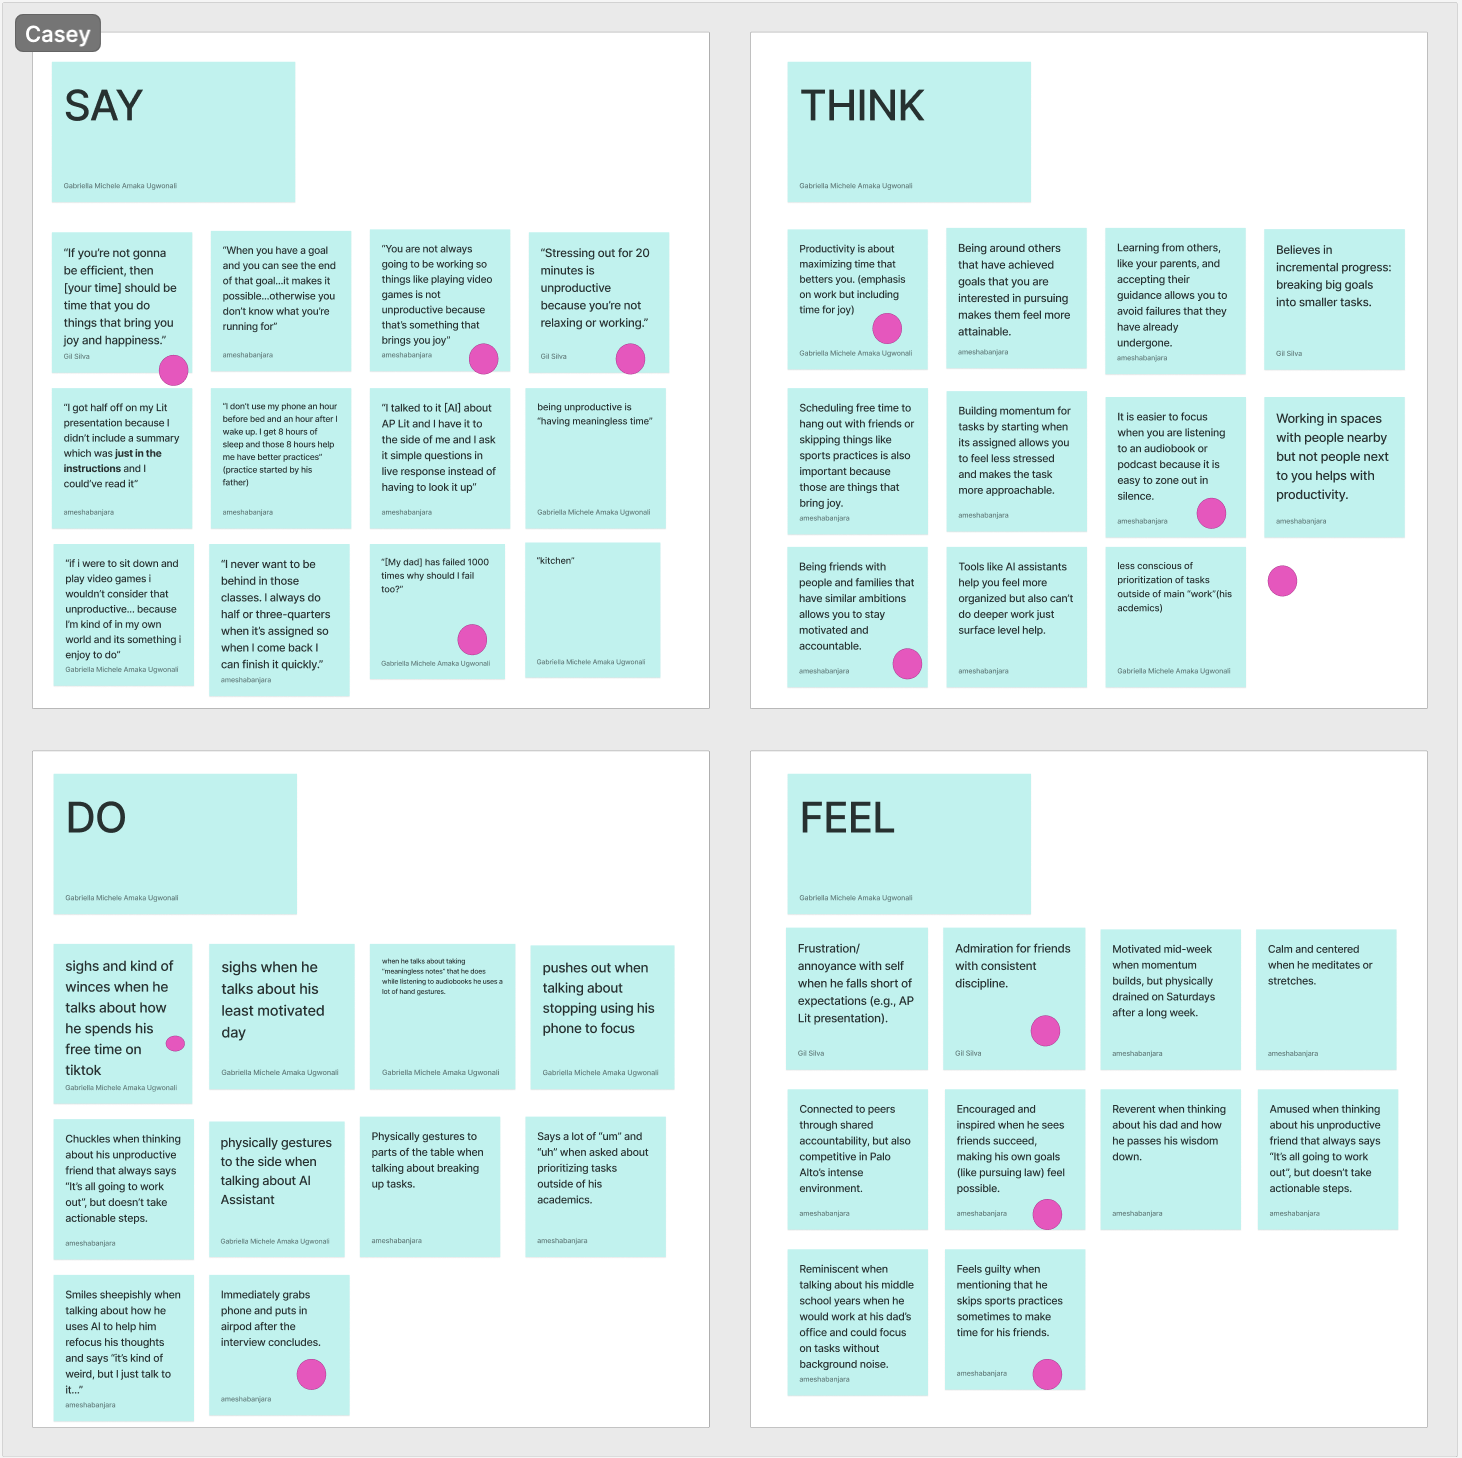 Casey
SAY
Gabriella Michele Amaka Ugwonali
“If you’re not gonna
be efficient, then
[your time] should be
time that you do
things that bring you
joy and happiness.”
Gil Silva
“When you have a goal
and you can see the end
of that goal...it makes it
possible...otherwise you
don’t know what you’re
running for”
ameshabanjara
“You are not always
going to be working so
things like playing video
games is not
unproductive because
that’s something that
brings you joy”
ameshabanjara
“Stressing out for 20
minutes is
unproductive
because you’re not
relaxing or working.”
Gil Silva
“I got half off on my Lit
presentation because I
didn’t include a summary
which was just in the
instructions and I
could’ve read it”
ameshabanjara
“I don’t use my phone an hour
before bed and an hour after I
wake up. I get 8 hours of
sleep and those 8 hours help
me have better practices”
(practice started by his
father)
ameshabanjara
“I talked to it [AI] about
AP Lit and I have it to
the side of me and I ask
it simple questions in
live response instead of
having to look it up”
ameshabanjara
being unproductive is
“having meaningless time”
Gabriella Michele Amaka Ugwonali
“if i were to sit down and
play video games i
wouldn’t consider that
unproductive... because
I’m kind of in my own
world and its something i
enjoy to do”
Gabriella Michele Amaka Ugwonali
“I never want to be
behind in those
classes. I always do
half or three-quarters
when it’s assigned so
when I come back I
can finish it quickly.”
ameshabanjara
“[My dad] has failed 1000
times why should I fail
too?”
Gabriella Michele Amaka Ugwonali
“kitchen”
Gabriella Michele Amaka Ugwonali
THINK
Gabriella Michele Amaka Ugwonali
Productivity is about
maximizing time that
betters you. (emphasis
on work but including
time for joy)
Gabriella Michele Amaka Ugwonali
Being around others
that have achieved
goals that you are
interested in pursuing
makes them feel more
attainable.
ameshabanjara
Learning from others,
like your parents, and
accepting their
guidance allows you to
avoid failures that they
have already
undergone.
ameshabanjara
Believes in
incremental progress:
breaking big goals
into smaller tasks.
Gil Silva
Scheduling free time to
hang out with friends or
skipping things like
sports practices is also
important because
those are things that
bring joy.
ameshabanjara
Building momentum for
tasks by starting when
its assigned allows you
to feel less stressed
and makes the task
more approachable.
ameshabanjara
It is easier to focus
when you are listening
to an audiobook or
podcast because it is
easy to zone out in
silence.
ameshabanjara
Working in spaces
with people nearby
but not people next
to you helps with
productivity.
ameshabanjara
Being friends with
people and families that
have similar ambitions
allows you to stay
motivated and
accountable.
ameshabanjara
Tools like AI assistants
help you feel more
organized but also can’t
do deeper work just
surface level help.
ameshabanjara
less conscious of
prioritization of tasks
outside of main “work”(his
acdemics)
Gabriella Michele Amaka Ugwonali
DO
Gabriella Michele Amaka Ugwonali
sighs and kind of
winces when he
talks about how
he spends his
free time on
tiktok
Gabriella Michele Amaka Ugwonali
sighs when he
talks about his
least motivated
day
Gabriella Michele Amaka Ugwonali
when he talks about taking
“meaningless notes” that he does
while listening to audiobooks he uses a
lot of hand gestures.
Gabriella Michele Amaka Ugwonali
pushes out when
talking about
stopping using his
phone to focus
Gabriella Michele Amaka Ugwonali
Chuckles when thinking
about his unproductive
friend that always says
“It’s all going to work
out”, but doesn’t take
actionable steps.
ameshabanjara
physically gestures
to the side when
talking about AI
Assistant
Gabriella Michele Amaka Ugwonali
Physically gestures to
parts of the table when
talking about breaking
up tasks.
ameshabanjara
Says a lot of “um” and
“uh” when asked about
prioritizing tasks
outside of his
academics.
ameshabanjara
Smiles sheepishly when
talking about how he
uses AI to help him
refocus his thoughts
and says “it’s kind of
weird, but I just talk to
it...”
ameshabanjara
Immediately grabs
phone and puts in
airpod after the
interview concludes.
ameshabanjara
FEEL
Gabriella Michele Amaka Ugwonali
Frustration/
annoyance with self
when he falls short of
expectations (e.g., AP
Lit presentation).
Gil Silva
Admiration for friends
with consistent
discipline.
Gil Silva
Motivated mid-week
when momentum
builds, but physically
drained on Saturdays
after a long week.
ameshabanjara
Calm and centered
when he meditates or
stretches.
ameshabanjara
Connected to peers
through shared
accountability, but also
competitive in Palo
Alto’s intense
environment.
ameshabanjara
Encouraged and
inspired when he sees
friends succeed,
making his own goals
(like pursuing law) feel
possible.
ameshabanjara
Reverent when thinking
about his dad and how
he passes his wisdom
down.
ameshabanjara
Amused when thinking
about his unproductive
friend that always says
“It’s all going to work
out”, but doesn’t take
actionable steps.
ameshabanjara
Reminiscent when
talking about his middle
school years when he
would work at his dad’s
office and could focus
on tasks without
background noise.
ameshabanjara
Feels guilty when
mentioning that he
skips sports practices
sometimes to make
time for his friends.
ameshabanjara